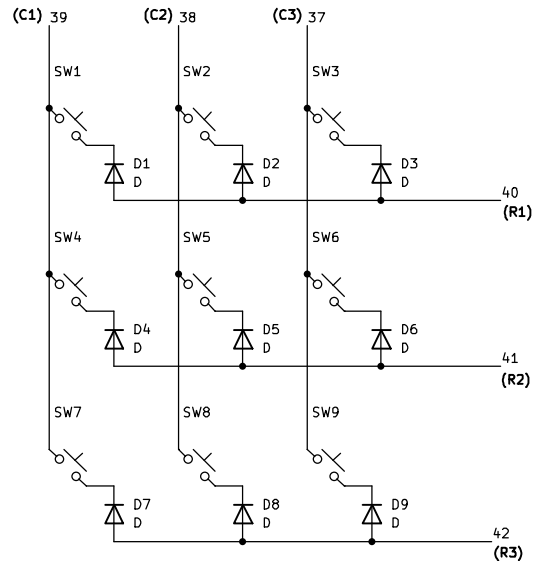 (C1) 39 (C2) 38 (C3) 37
SW1 SW2 SW3
D1 D2 D3
D D D
40
(R1)
SW4 SW5 SW6
D4 D5 D6
D D D
41
(R2)
SW7 SW8 SW9
D7 D8 D9
D D D
42
(R3)